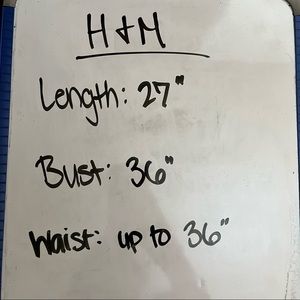 H+M
Length: 27"
Bust: 36"
Waist: up to 36"